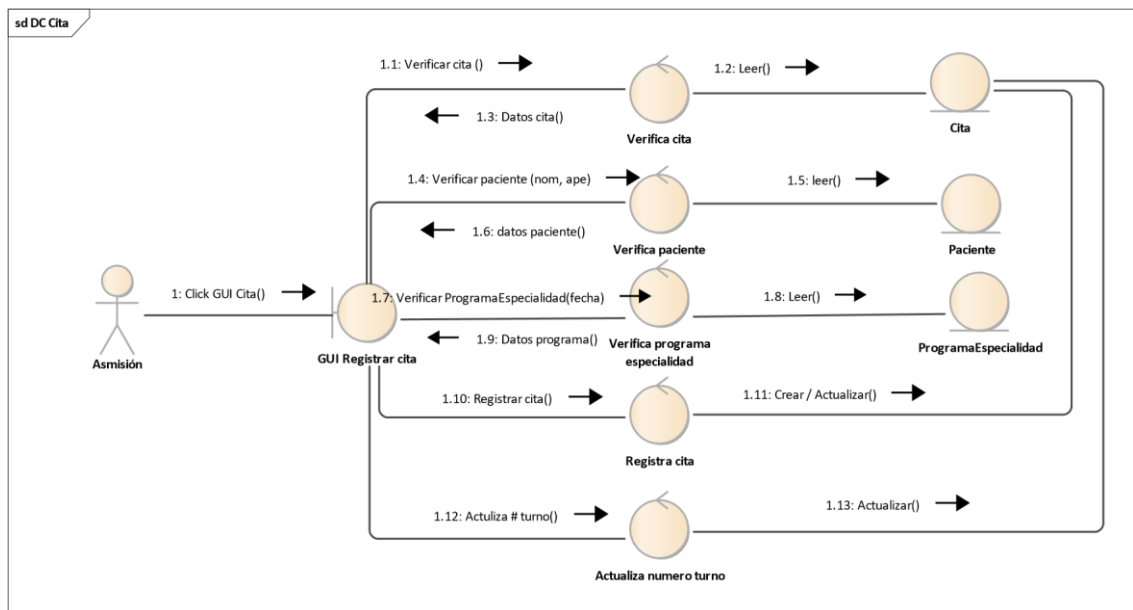 sd DC Cita
1.1: Verificar cita ()
1.2: Leer()
1.3: Datos cita()
Verifica cita
Cita
1.4: Verificar paciente (nom, ape)
1.5: leer()
1.6: datos paciente()
Verifica paciente
Paciente
1: Click GUI Cita()
1.7: Verificar ProgramaEspecialidad(fecha)
1.8: Leer()
1.9: Datos programa()
Asmisión
GUI Registrar cita
Verifica programa
especialidad
ProgramaEspecialidad
1.10: Registrar cita()
1.11: Crear / Actualizar()
Registra cita
1.12: Actuliza # turno()
1.13: Actualizar()
Actualiza numero turno